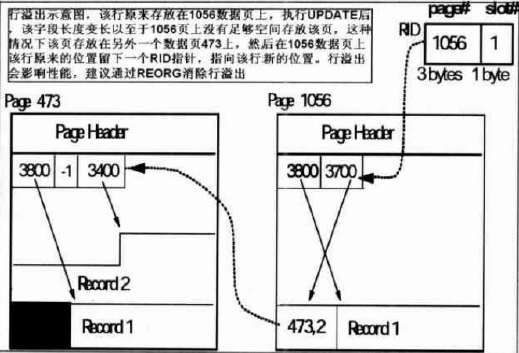 行溢出示意图，该行原来存放在1056数据页上，执行UPDATE后
，该字段长度变长以至于1056页上没有足够空间存放该页，这种
情况下该页存放在另外一个数据页473上，然后在1056数据页上
该行原来的位置留下一个RID指针，指向该行新的位置。行溢出
会影响性能，建议通过REORG消除行溢出
page# slot#
RID 1056 1
3 bytes 1 byte
Page 473
Page Header
3800 -1 3400
Record 2
Record 1
Page 1056
Page Header
3800 3700
473,2 Record 1